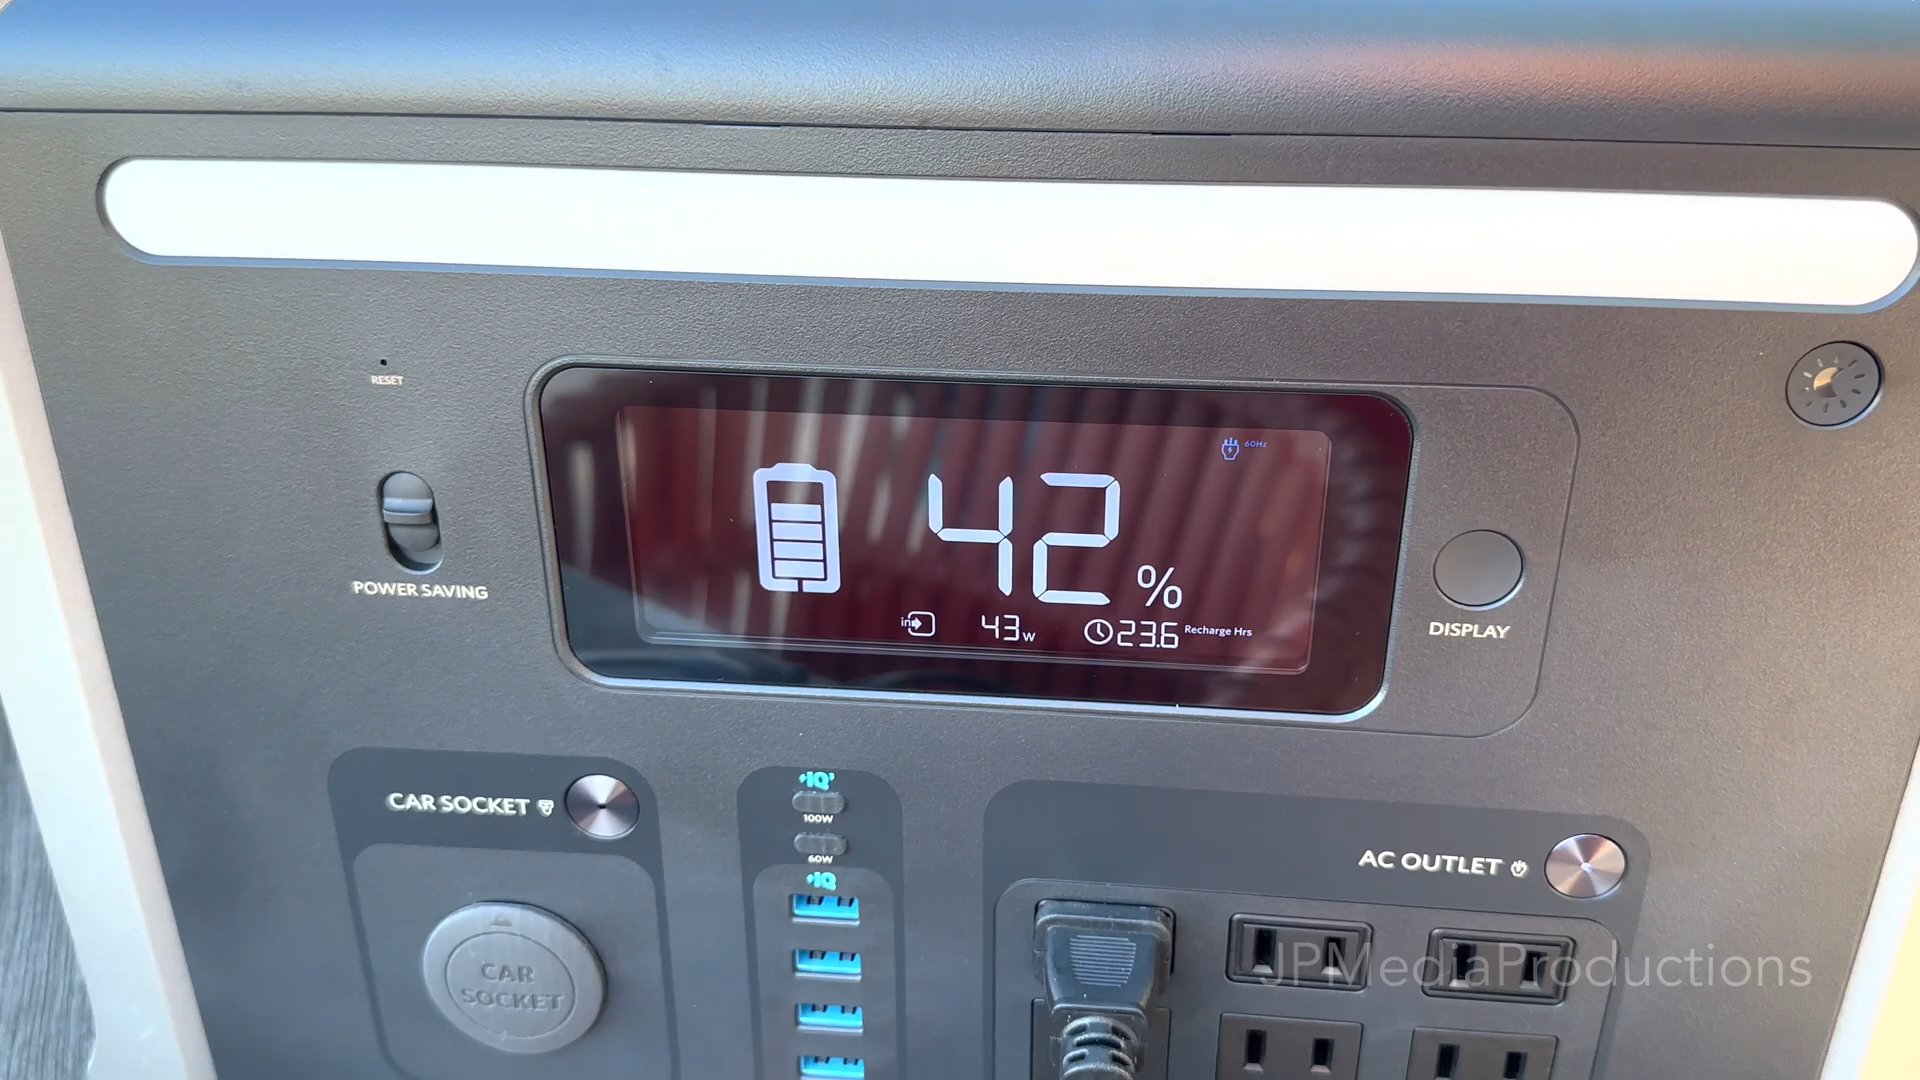 RESET
60Hz
42%
POWER SAVING
in 43W 23.6 Recharge Hrs
DISPLAY
IQ
CAR SOCKET
100W
60W
IQ
AC OUTLET
CAR
SOCKET
JPMediaProductions